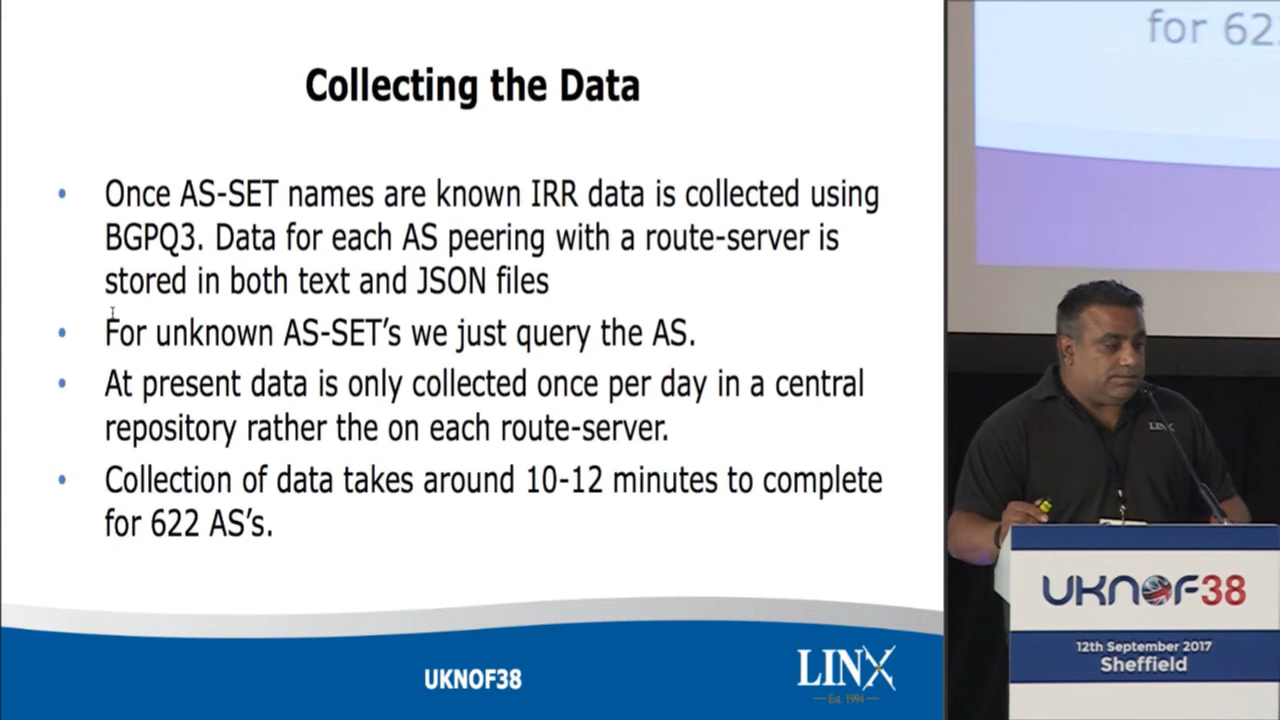 Collecting the Data
• Once AS-SET names are known IRR data is collected using
BGPQ3. Data for each AS peering with a route-server is
stored in both text and JSON files
• For unknown AS-SET’s we just query the AS.
• At present data is only collected once per day in a central
repository rather the on each route-server.
• Collection of data takes around 10-12 minutes to complete
for 622 AS’s.
UKNOF38
LINX
Est. 1994
for 62
LINX
UKNOF38
12th September 2017
Sheffield